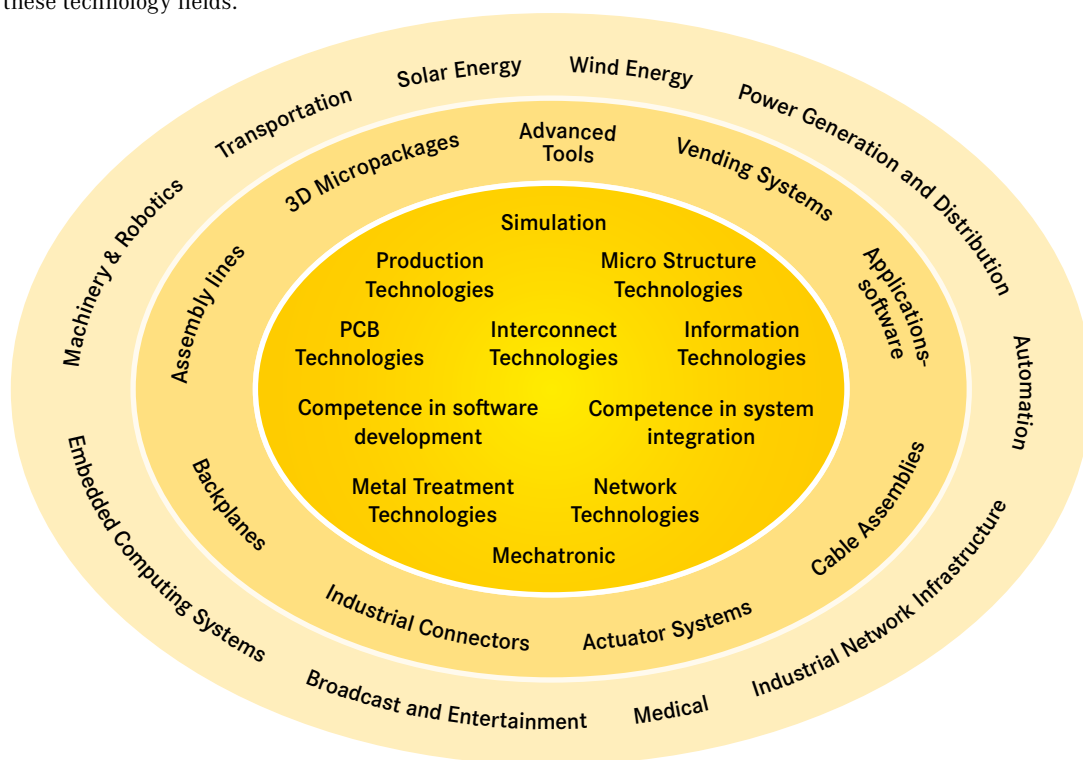 these technology fields.
Solar Energy
Wind Energy
Power Generation and Distribution
Automation
Industrial Network Infrastructure
Medical
Broadcast and Entertainment
Embedded Computing Systems
Machinery & Robotics
Transportation
Advanced
Tools
Vending Systems
Applications-
software
Cable Assemblies
Actuator Systems
Industrial Connectors
Backplanes
Assembly lines
3D Micropackages
Simulation
Production
Technologies
Micro Structure
Technologies
PCB
Technologies
Interconnect
Technologies
Information
Technologies
Competence in software
development
Competence in system
integration
Metal Treatment
Technologies
Network
Technologies
Mechatronic